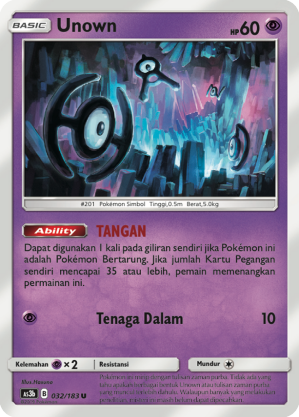 BASIC Unown HP60
#201 Pokémon Simbol Tinggi,0.5m Berat,5.0kg
Ability TANGAN
Dapat digunakan 1 kali pada giliran sendiri jika Pokémon ini
adalah Pokémon Bertarung. Jika jumlah Kartu Pegangan
sendiri mencapai 35 atau lebih, pemain memenangkan
permainan ini.
Tenaga Dalam 10
Kelemahan ×2 Resistansi Mundur
B 032/183 U